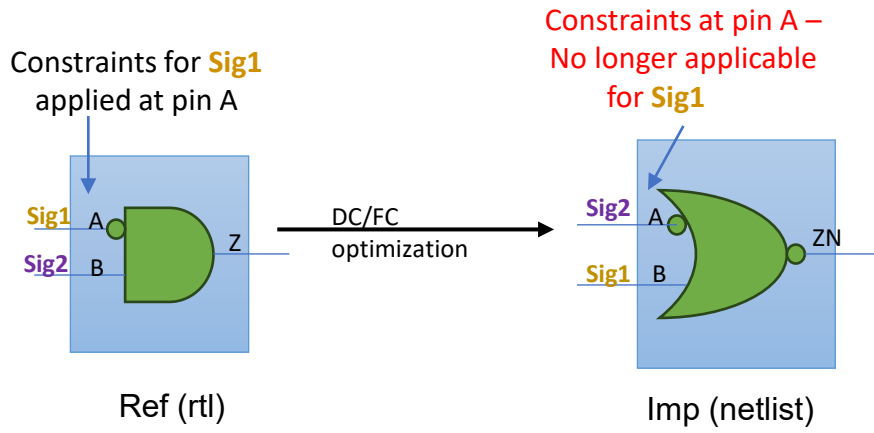 Constraints for Sig1
applied at pin A
Constraints at pin A –
No longer applicable
for Sig1
Sig1
A
Sig2
B
Z
DC/FC
optimization
Sig2
A
Sig1
B
ZN
Ref (rtl)
Imp (netlist)